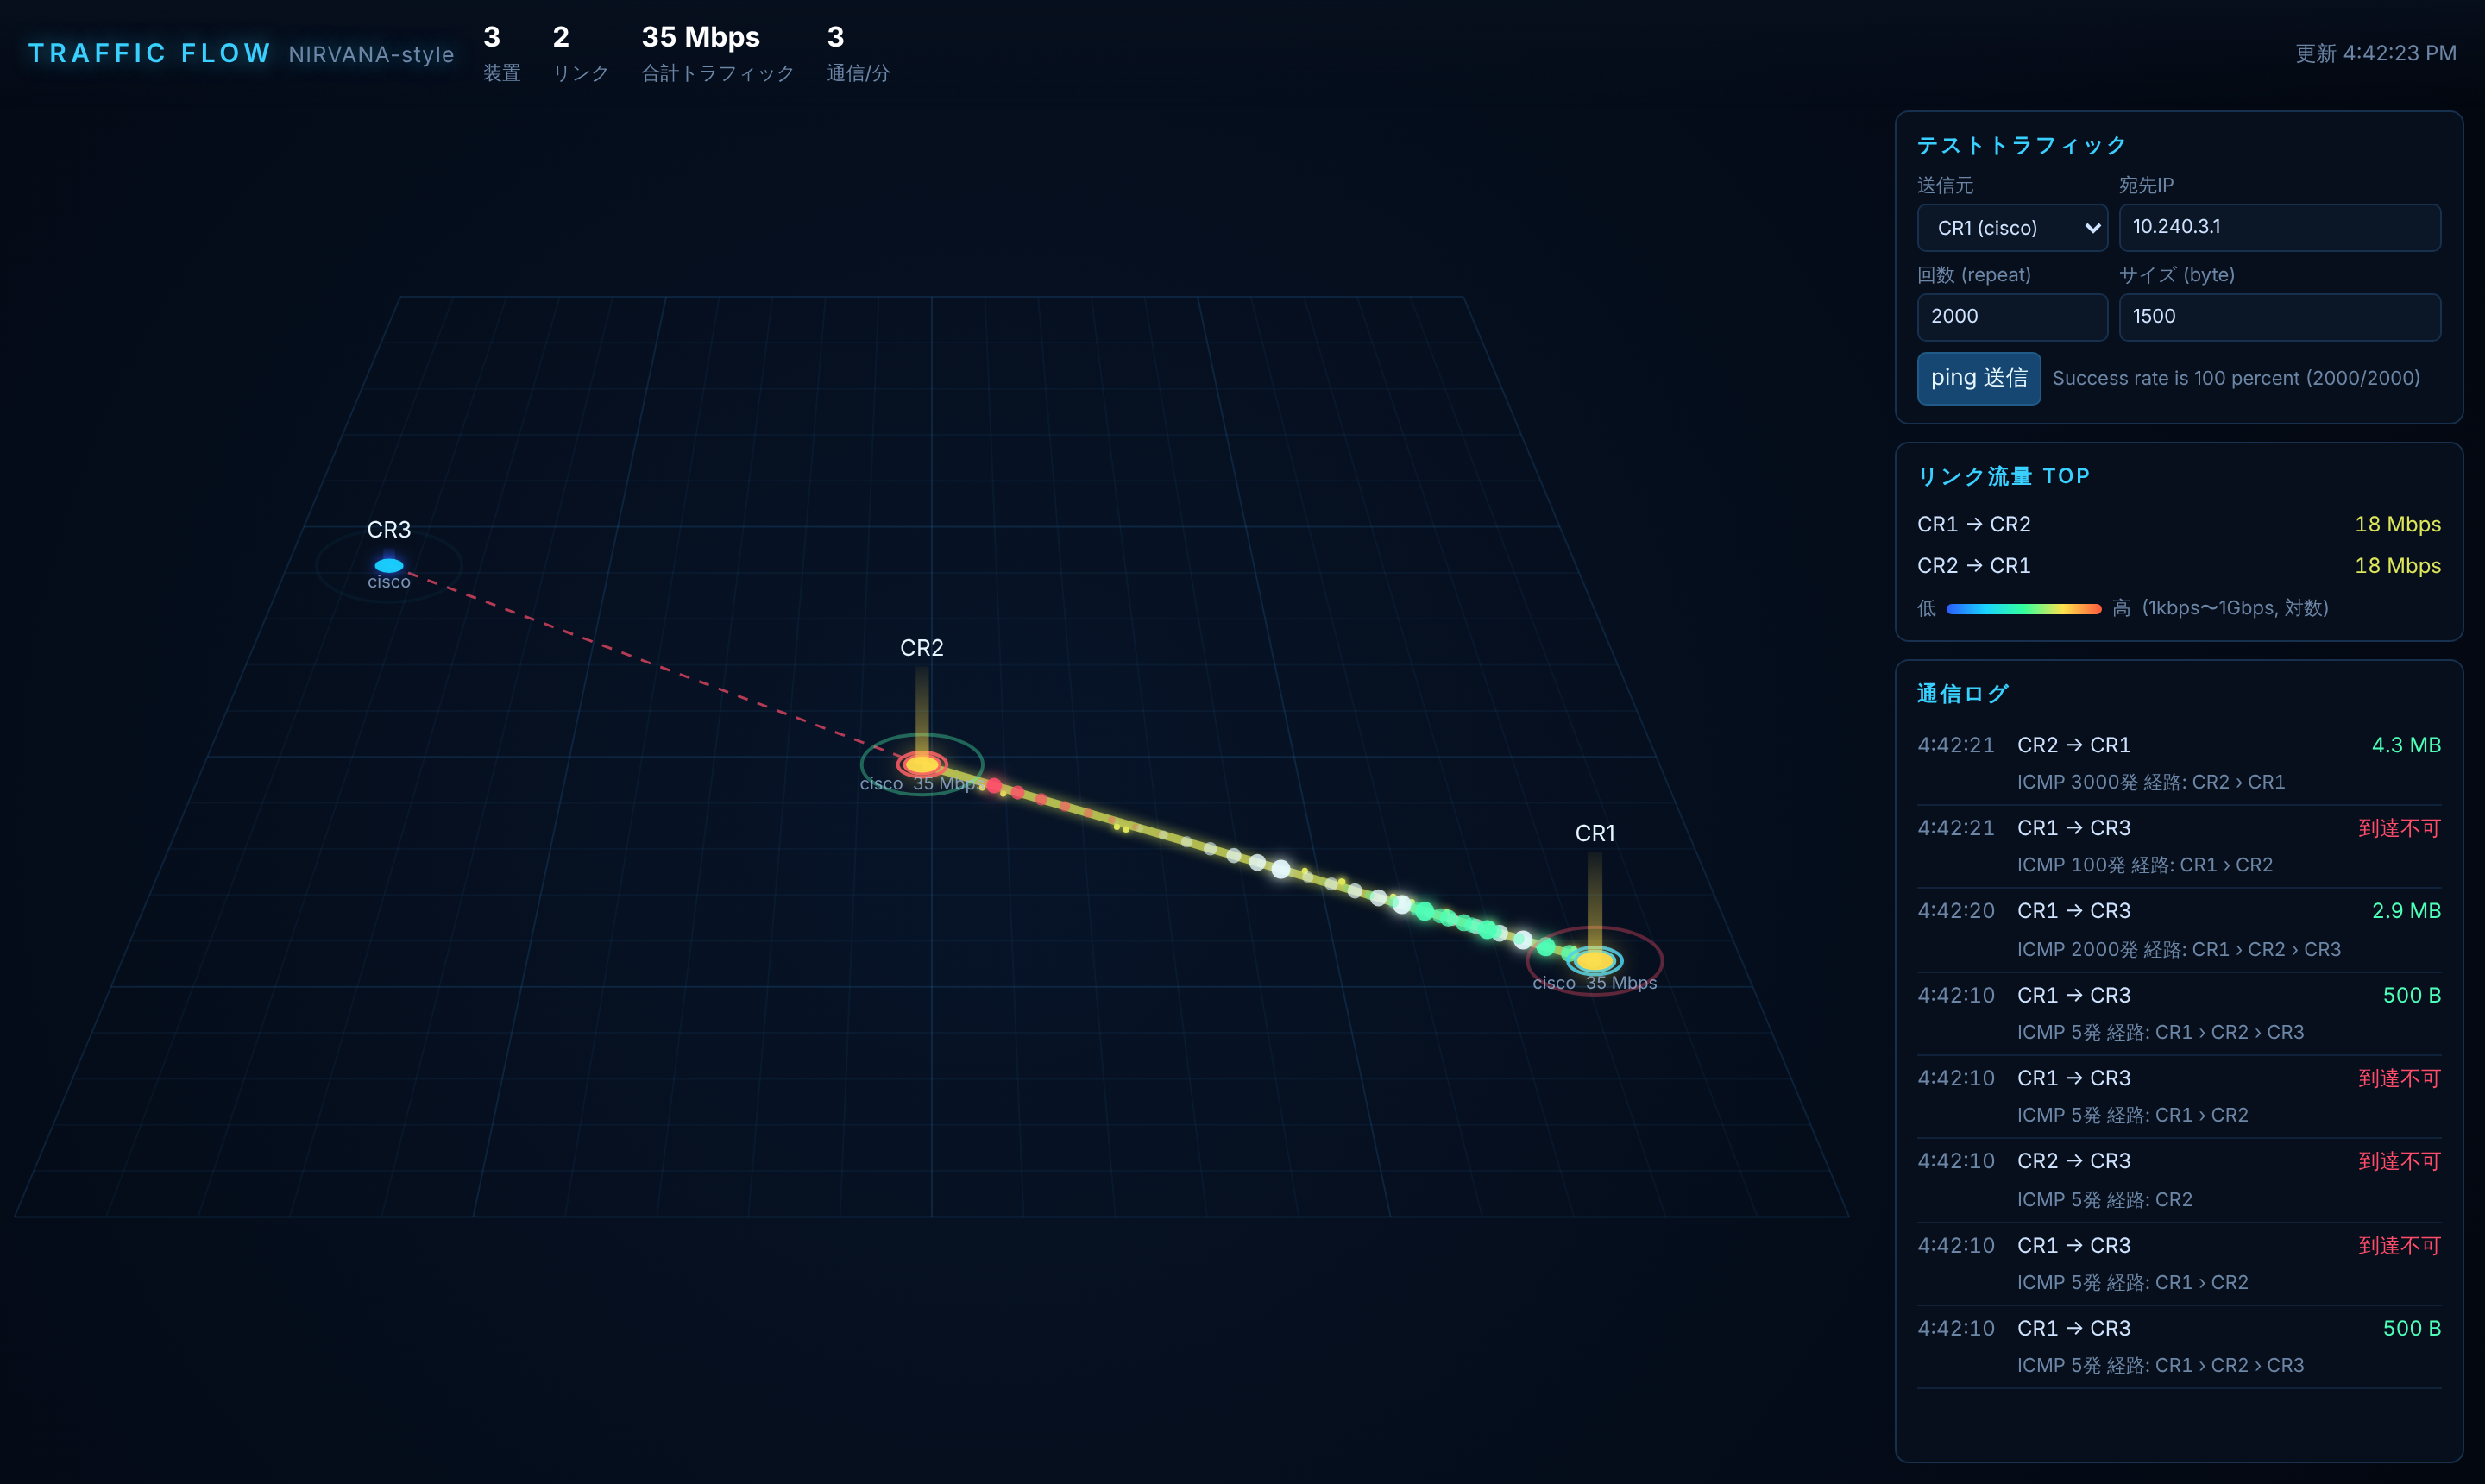 TRAFFIC FLOW NIRVANA-style
3 2 35 Mbps 3
装置 リンク 合計トラフィック 通信/分
更新 4:42:23 PM
CR3
cisco
CR2
cisco 35 Mbps
CR1
cisco 35 Mbps
テストトラフィック
送信元 宛先IP
CR1 (cisco) 10.240.3.1
回数 (repeat) サイズ (byte)
2000 1500
ping 送信 Success rate is 100 percent (2000/2000)
リンク流量 TOP
CR1 → CR2 18 Mbps
CR2 → CR1 18 Mbps
低 高 (1kbps〜1Gbps, 対数)
通信ログ
4:42:21 CR2 → CR1 4.3 MB
ICMP 3000発 経路: CR2 › CR1
4:42:21 CR1 → CR3 到達不可
ICMP 100発 経路: CR1 › CR2
4:42:20 CR1 → CR3 2.9 MB
ICMP 2000発 経路: CR1 › CR2 › CR3
4:42:10 CR1 → CR3 500 B
ICMP 5発 経路: CR1 › CR2 › CR3
4:42:10 CR1 → CR3 到達不可
ICMP 5発 経路: CR1 › CR2
4:42:10 CR2 → CR3 到達不可
ICMP 5発 経路: CR2
4:42:10 CR1 → CR3 到達不可
ICMP 5発 経路: CR1 › CR2
4:42:10 CR1 → CR3 500 B
ICMP 5発 経路: CR1 › CR2 › CR3